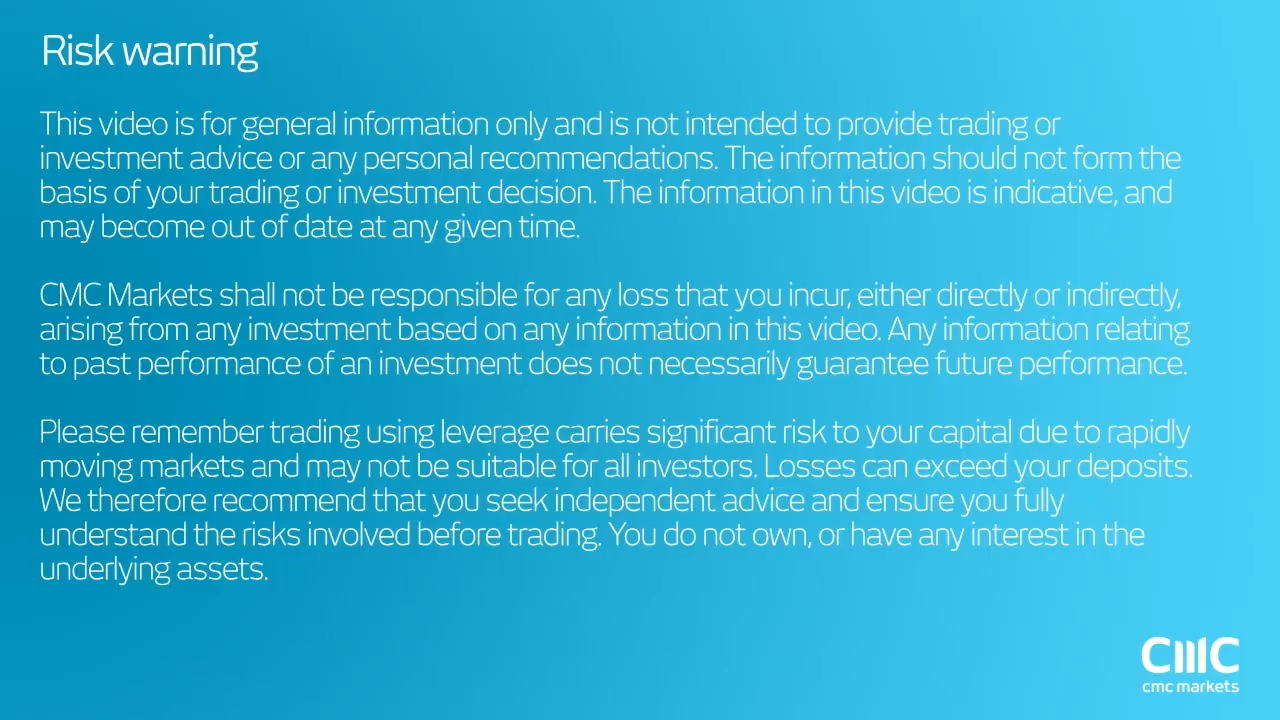 Risk warning
This video is for general information only and is not intended to provide trading or
investment advice or any personal recommendations. The information should not form the
basis of your trading or investment decision. The information in this video is indicative, and
may become out of date at any given time.
CMC Markets shall not be responsible for any loss that you incur, either directly or indirectly,
arising from any investment based on any information in this video. Any information relating
to past performance of an investment does not necessarily guarantee future performance.
Please remember trading using leverage carries significant risk to your capital due to rapidly
moving markets and may not be suitable for all investors. Losses can exceed your deposits.
We therefore recommend that you seek independent advice and ensure you fully
understand the risks involved before trading. You do not own, or have any interest in the
underlying assets.
CMC
cmc markets